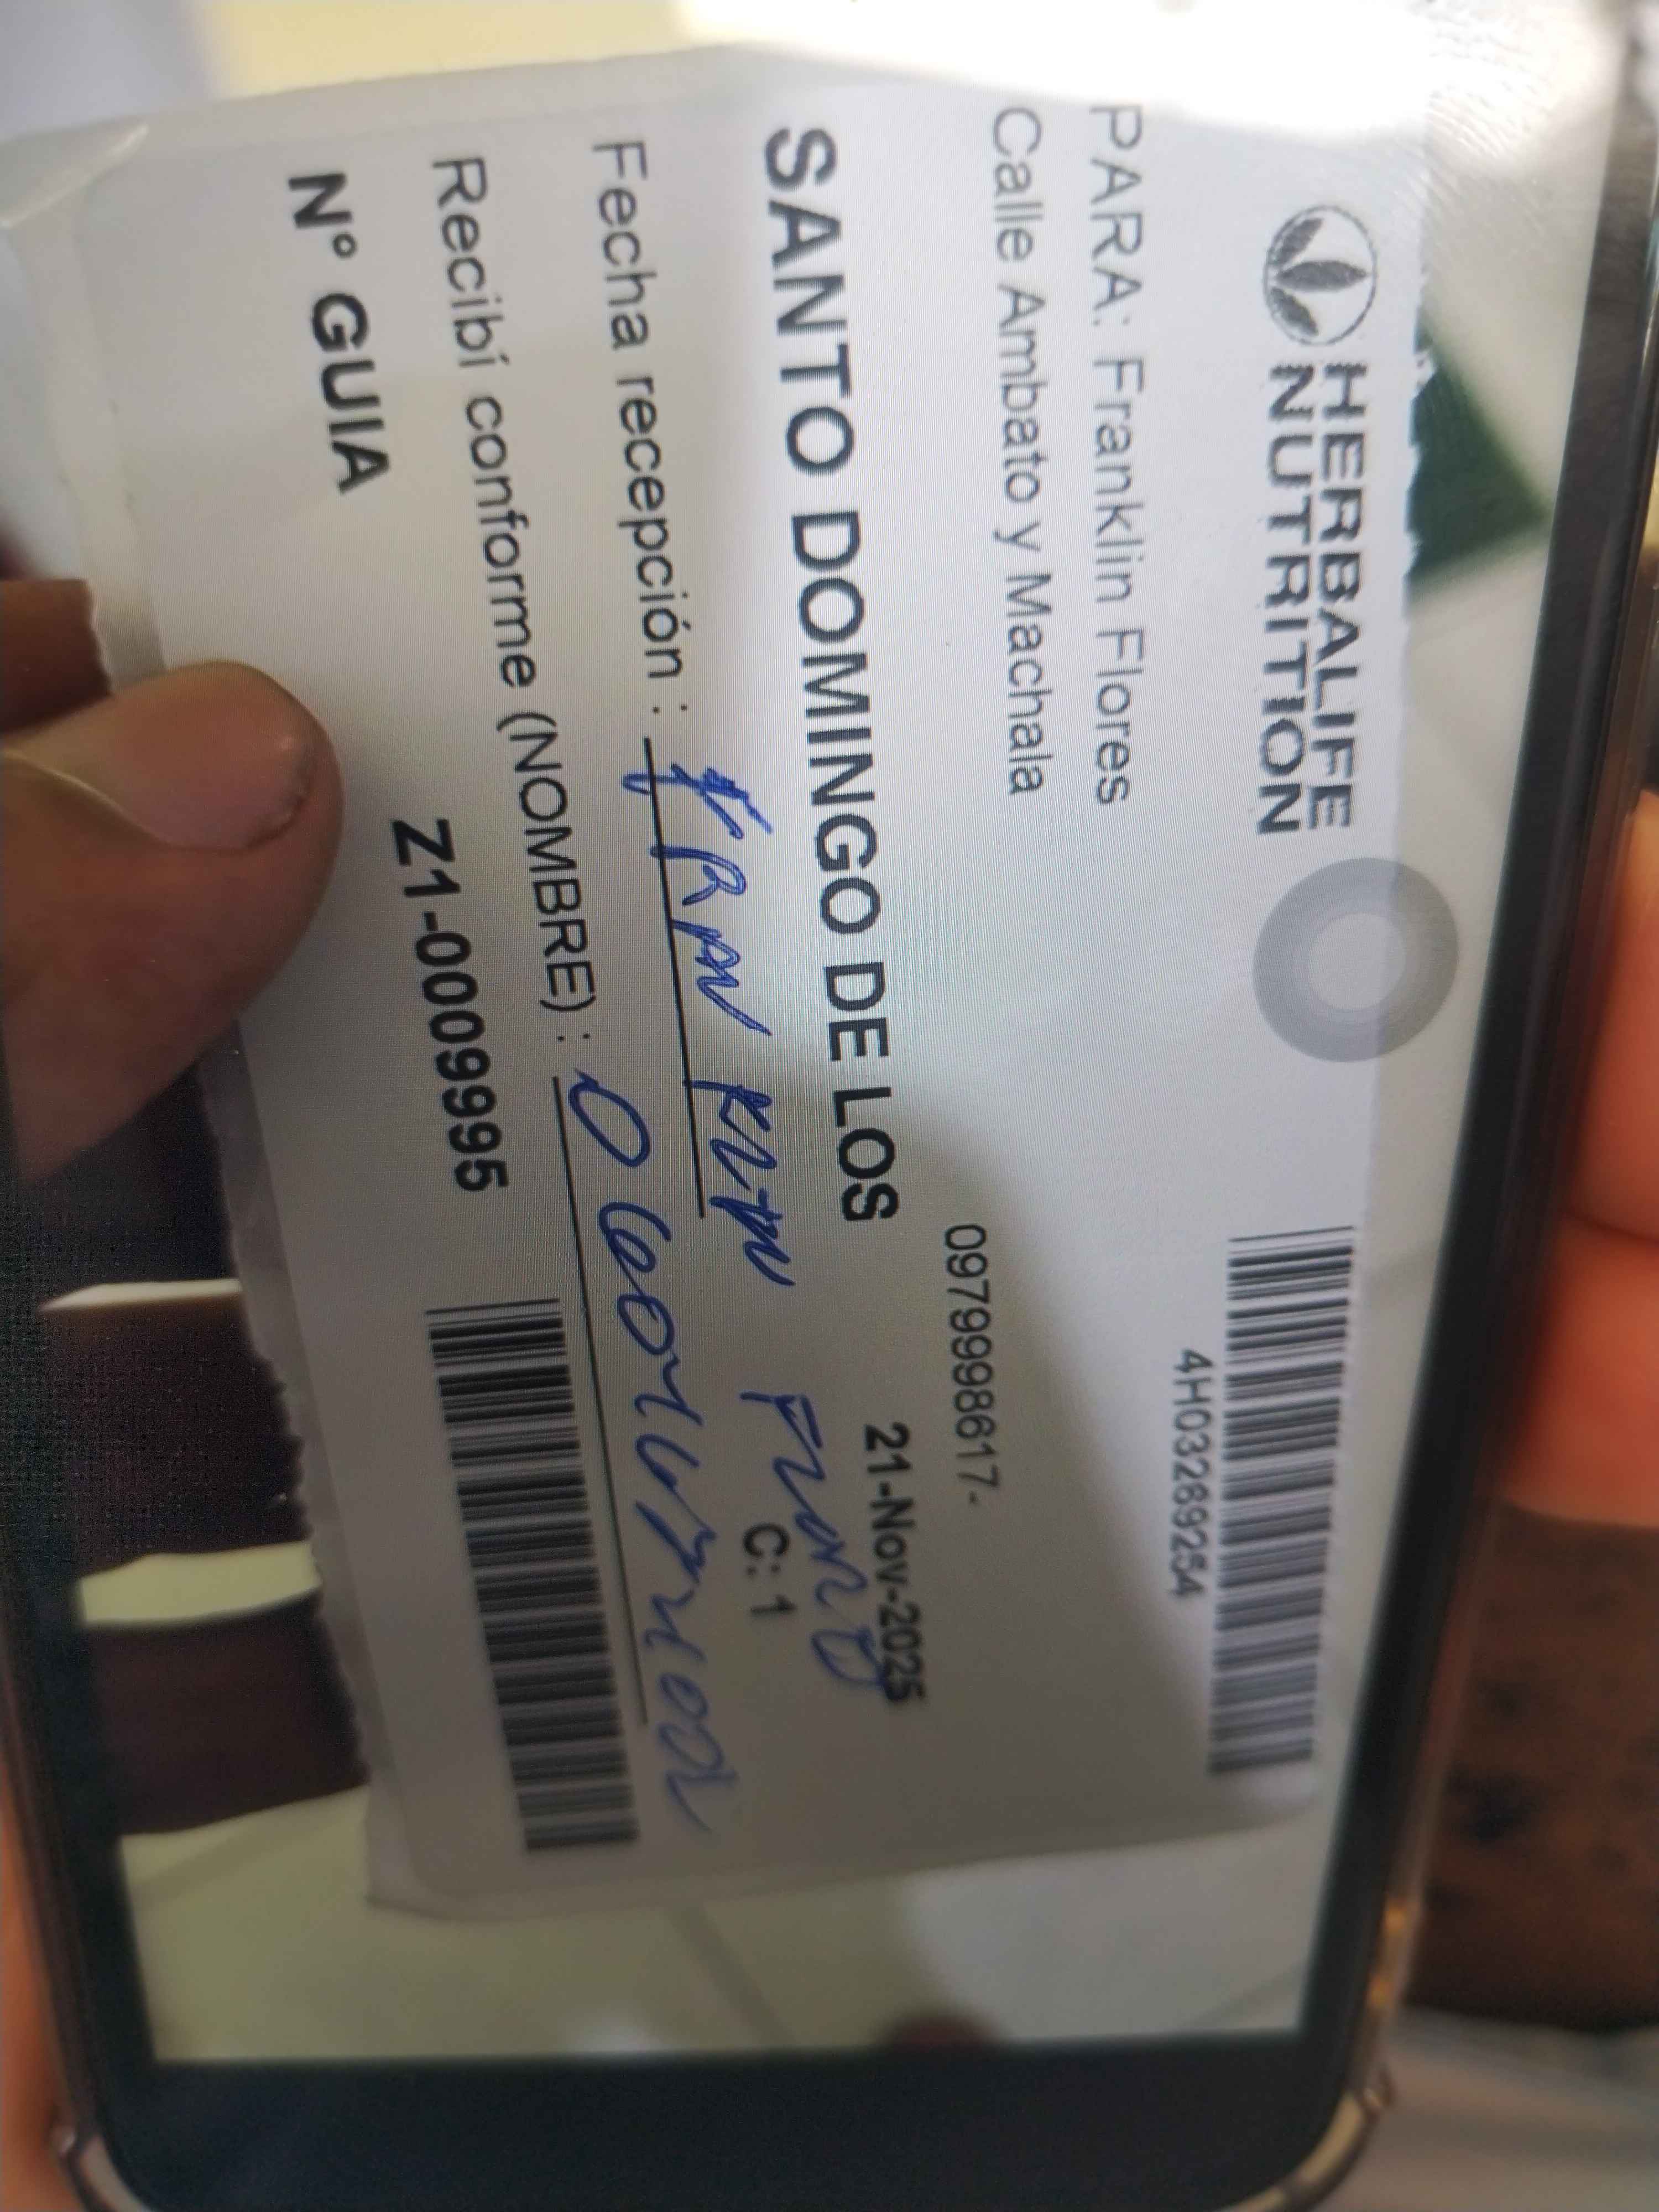 HERBALIFE
NUTRITION
4H03289254
PARA: Franklin Flores
Calle Ambato y Machala
0979998617-
SANTO DOMINGO DE LOS
21-Nov-2025
C: 1
Fecha recepción :
Recibí conforme (NOMBRE) :
Nº GUIA
Z1-0009995